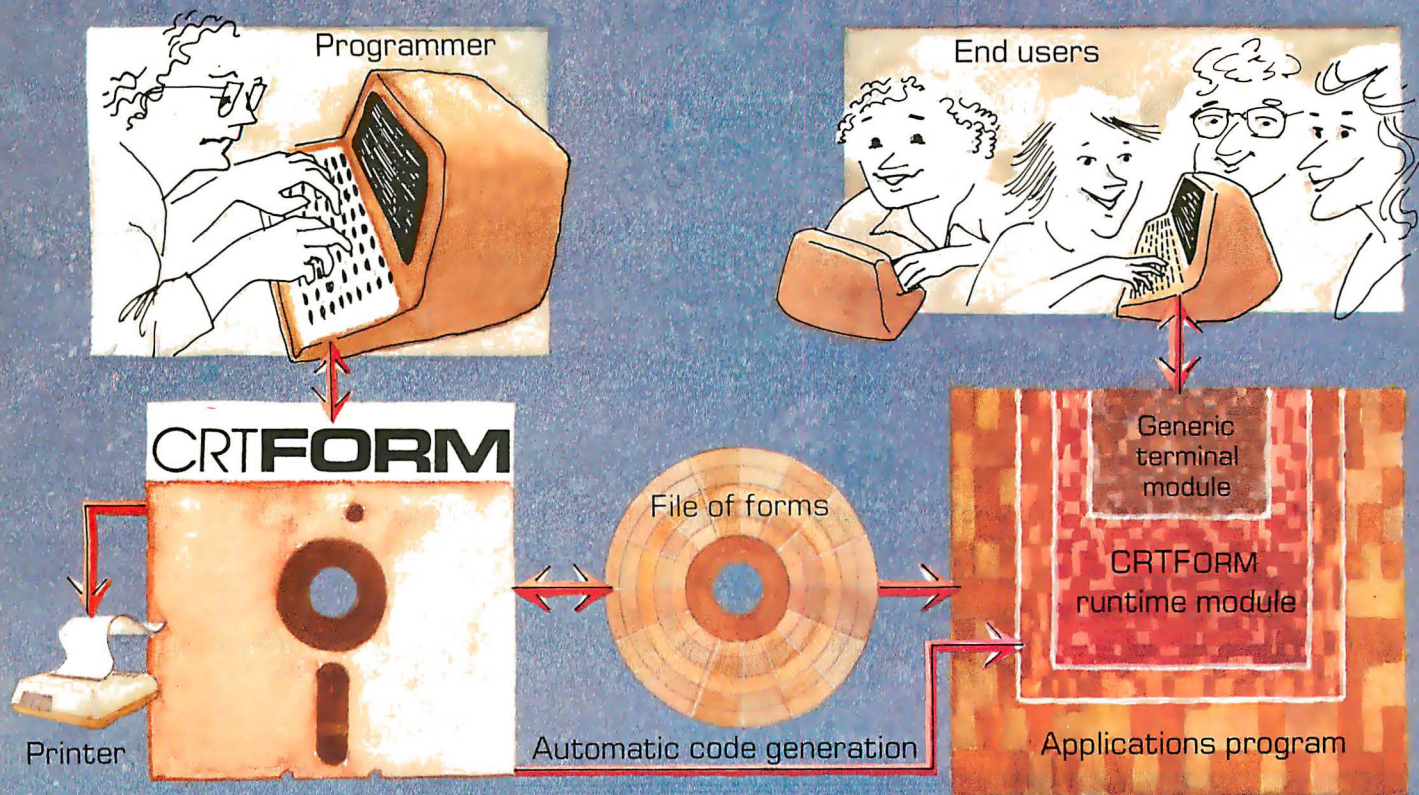 Programmer
End users
CRTFORM
File of forms
Generic
terminal
module
CRTFORM
runtime module
Printer
Automatic code generation
Applications program